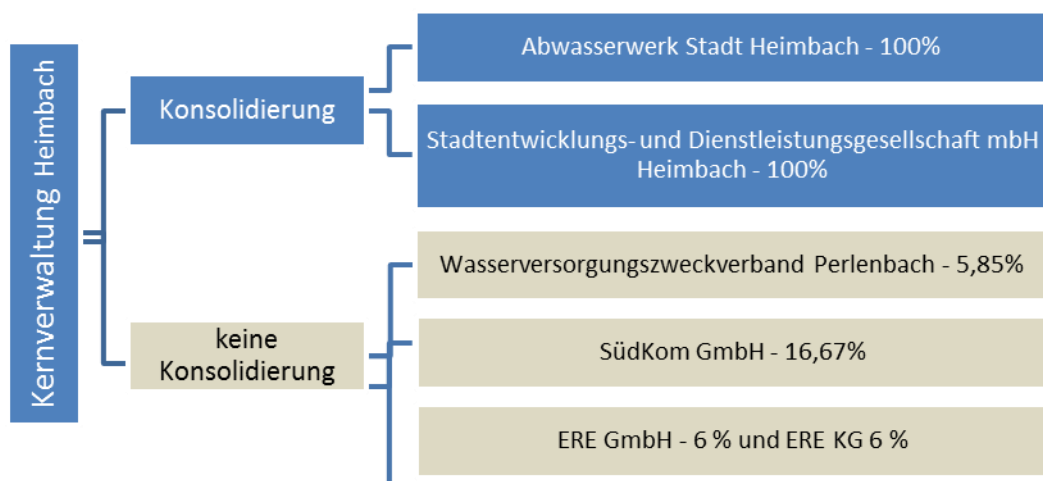 Kernverwaltung Heimbach
Konsolidierung
Abwasserwerk Stadt Heimbach - 100%
Stadtentwicklungs- und Dienstleistungsgesellschaft mbH
Heimbach - 100%
keine
Konsolidierung
Wasserversorgungszweckverband Perlenbach - 5,85%
SüdKom GmbH - 16,67%
ERE GmbH - 6 % und ERE KG 6 %